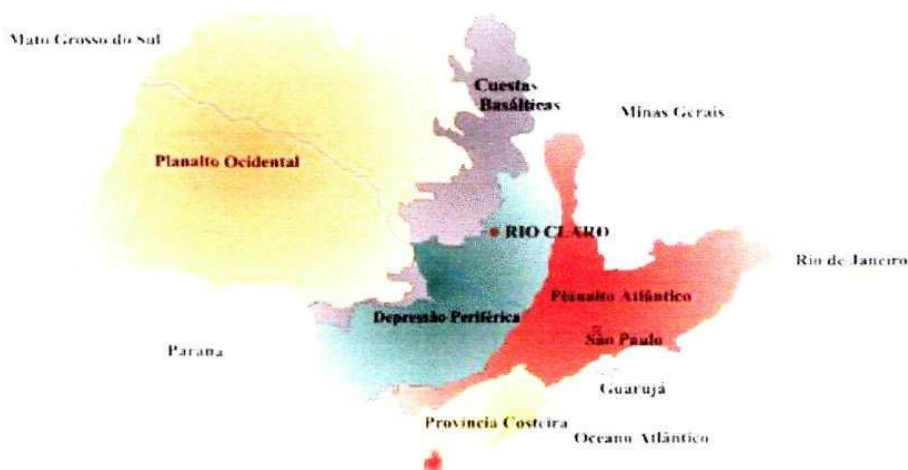 Mato Grosso do Sul
Cuestas
Basálticas
Minas Gerais
Planalto Ocidental
RIO CLARO
Rio de Janeiro
Planalto Atlântico
Depressão Periférica
São Paulo
Parana
Guarujá
Província Costeira
Oceano Atlântico